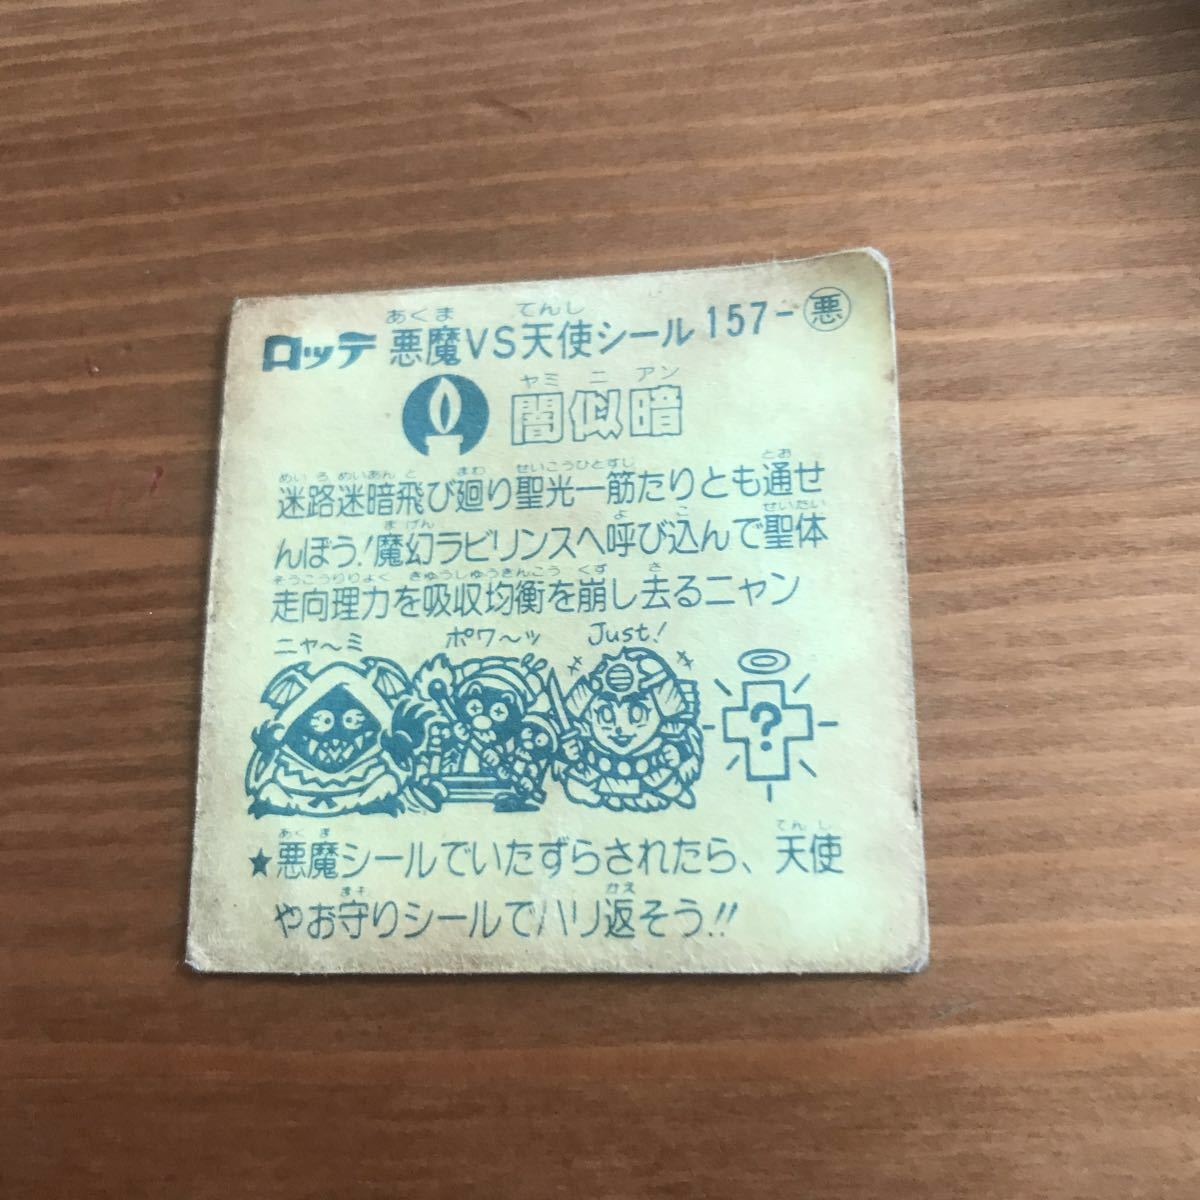 あくま てんし
ロッテ 悪魔VS天使シール 157-悪
ヤミ ニ アン
闇似暗
めいろ めいあん と まわ せいこうひとすじ とお
迷路迷暗飛び廻り聖光一筋たりとも通せ
まげん よ こ せいたい
んぼう!魔幻ラビリンスへ呼び込んで聖体
そうこうりりょく きゅうしゅうきんこう くず さ
走向理力を吸収均衡を崩し去るニャン
ニャ〜ミ ポワ〜ッ Just!
?
あくま てんし
★悪魔シールでいたずらされたら、天使
まも かえ
やお守りシールでハリ返そう!!